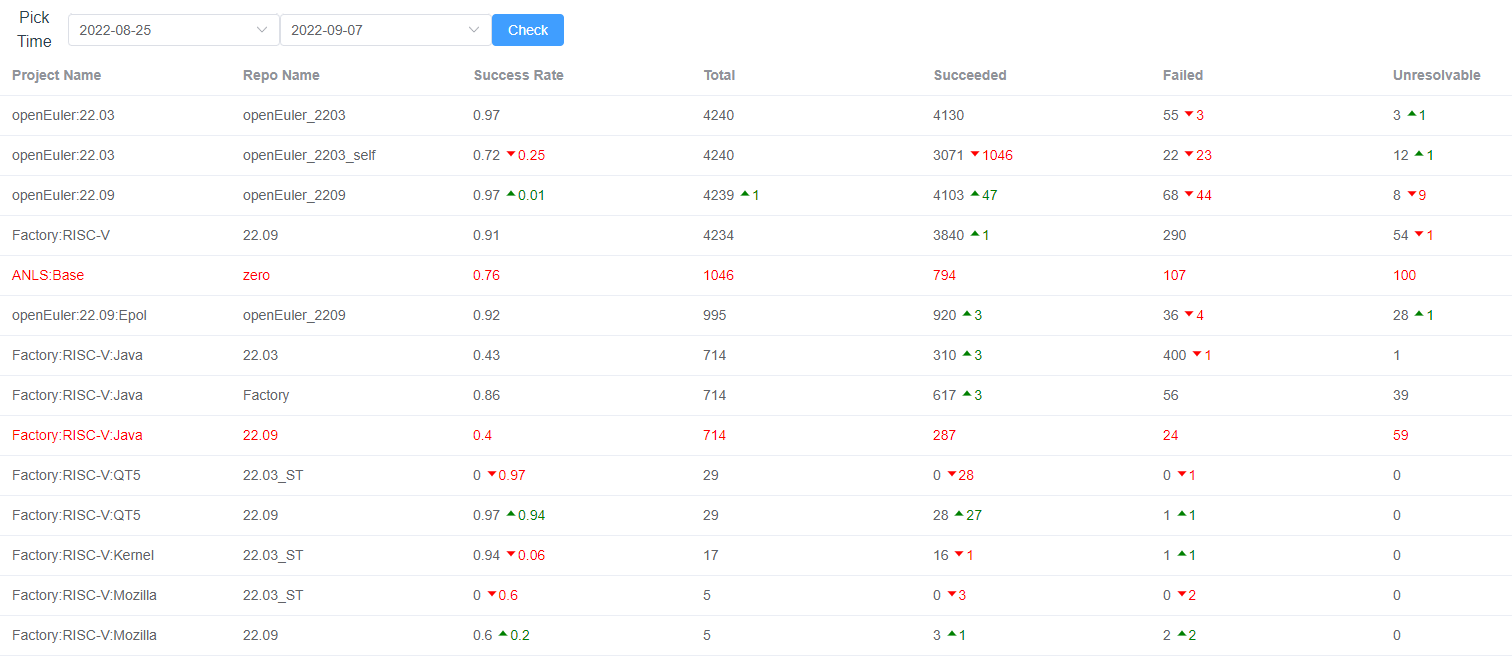 Pick Time 2022-08-25 2022-09-07 Check
Project Name Repo Name Success Rate Total Succeeded Failed Unresolvable
openEuler:22.03 openEuler_2203 0.97 4240 4130 55 ▼3 3 ▲1
openEuler:22.03 openEuler_2203_self 0.72 ▼0.25 4240 3071 ▼1046 22 ▼23 12 ▲1
openEuler:22.09 openEuler_2209 0.97 ▲0.01 4239 ▲1 4103 ▲47 68 ▼44 8 ▼9
Factory:RISC-V 22.09 0.91 4234 3840 ▲1 290 54 ▼1
ANLS:Base zero 0.76 1046 794 107 100
openEuler:22.09:Epol openEuler_2209 0.92 995 920 ▲3 36 ▼4 28 ▲1
Factory:RISC-V:Java 22.03 0.43 714 310 ▲3 400 ▼1 1
Factory:RISC-V:Java Factory 0.86 714 617 ▲3 56 39
Factory:RISC-V:Java 22.09 0.4 714 287 24 59
Factory:RISC-V:QT5 22.03_ST 0 ▼0.97 29 0 ▼28 0 ▼1 0
Factory:RISC-V:QT5 22.09 0.97 ▲0.94 29 28 ▲27 1 ▲1 0
Factory:RISC-V:Kernel 22.03_ST 0.94 ▼0.06 17 16 ▼1 1 ▲1 0
Factory:RISC-V:Mozilla 22.03_ST 0 ▼0.6 5 0 ▼3 0 ▼2 0
Factory:RISC-V:Mozilla 22.09 0.6 ▲0.2 5 3 ▲1 2 ▲2 0